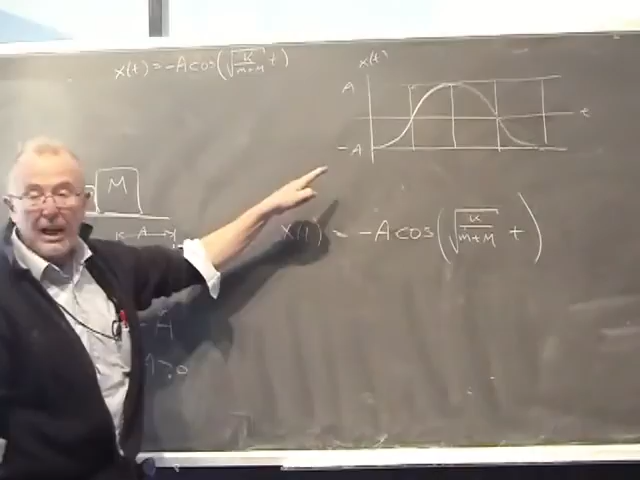 x(t) = -A cos(√(K/(m+M)) t)
x(t)
A
t
-A
M
A
x(t) = -A cos(√(K/(m+M)) t)